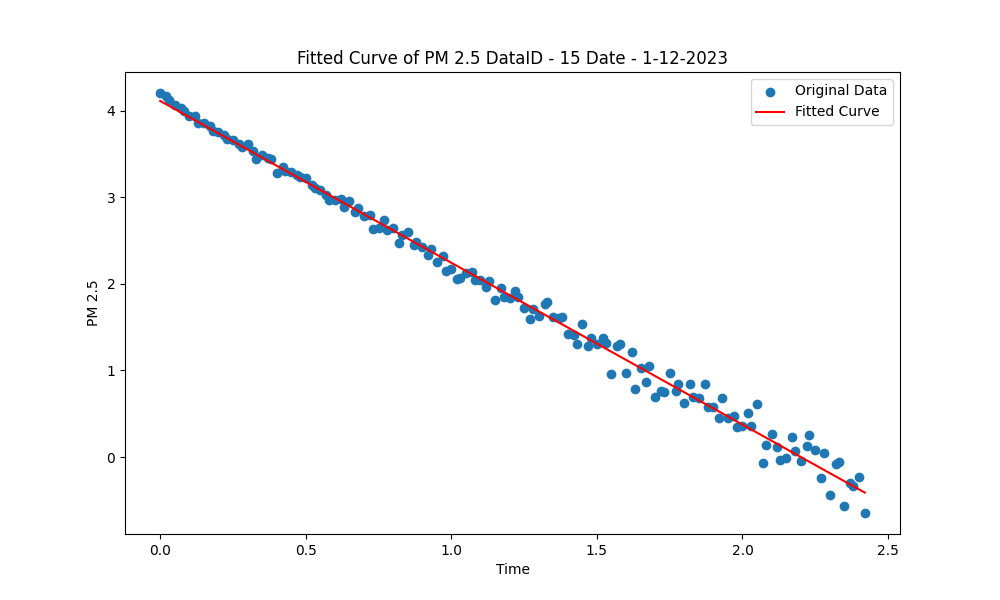 Fitted Curve of PM 2.5 DataID - 15 Date - 1-12-2023
Original Data
Fitted Curve
4
3
2
1
0
PM 2.5
0.0 0.5 1.0 1.5 2.0 2.5
Time